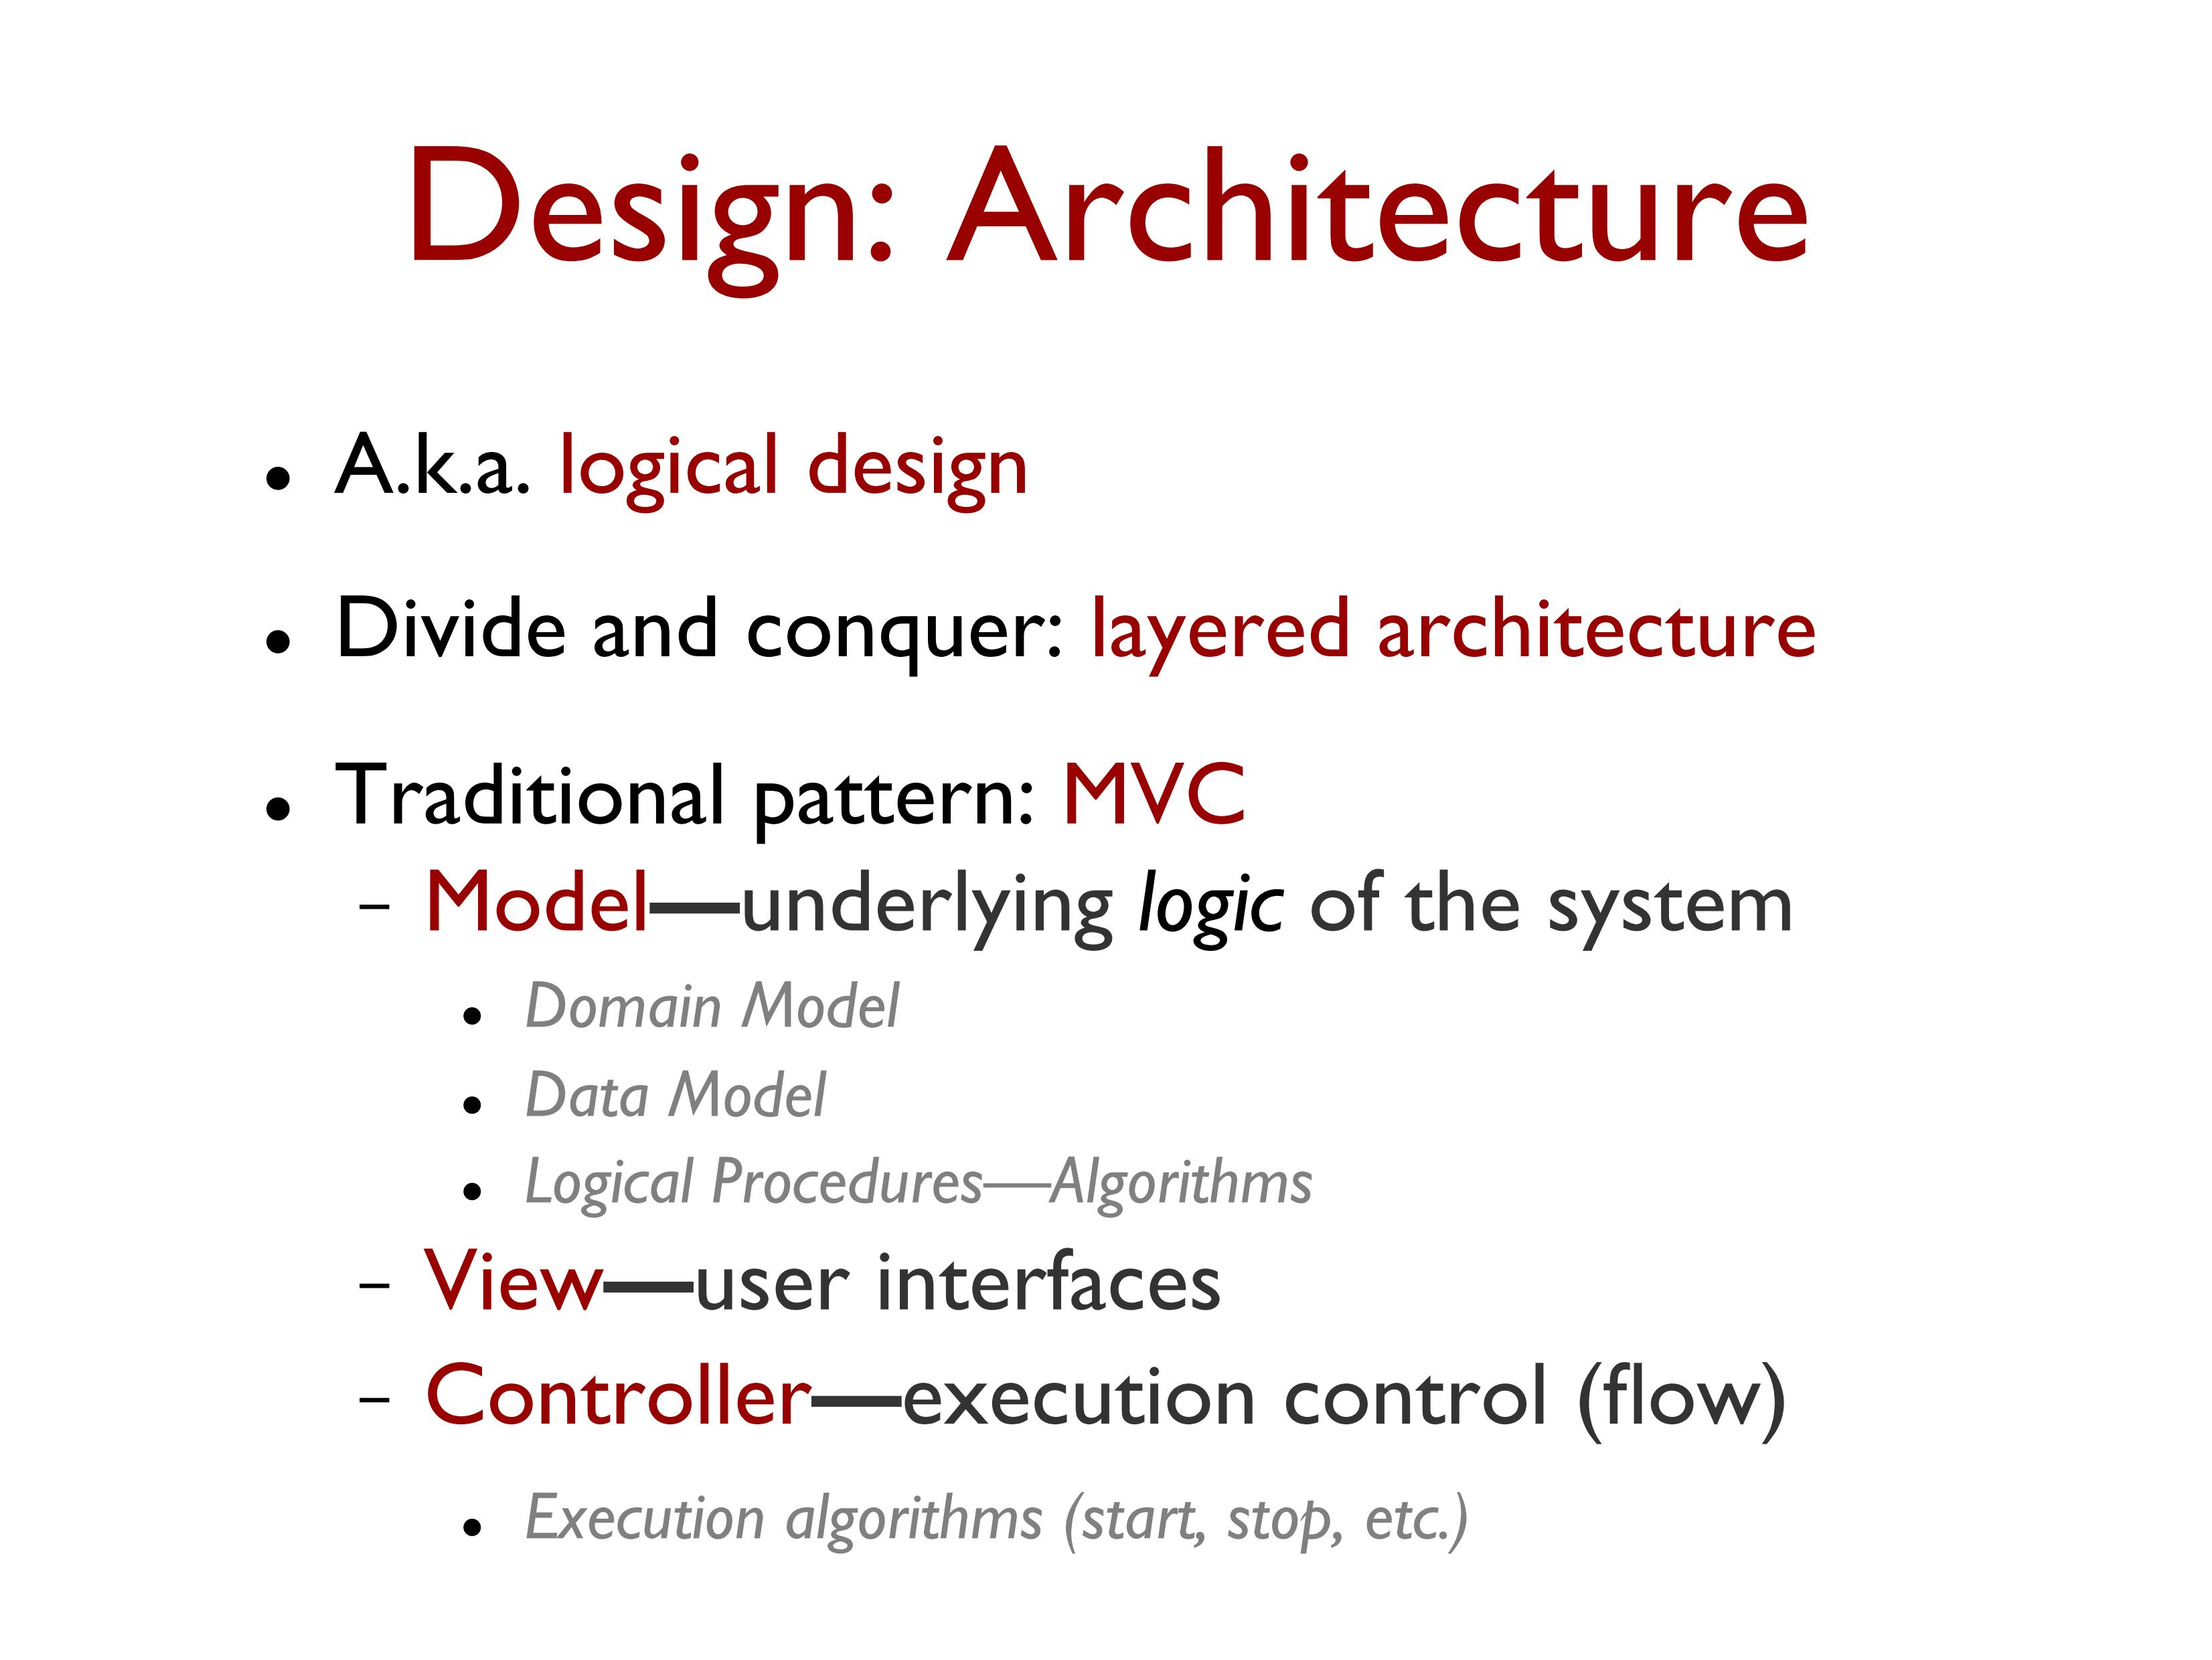 Design: Architecture
• A.k.a. logical design
• Divide and conquer: layered architecture
• Traditional pattern: MVC
– Model—underlying logic of the system
• Domain Model
• Data Model
• Logical Procedures—Algorithms
– View—user interfaces
– Controller—execution control (flow)
• Execution algorithms (start, stop, etc.)